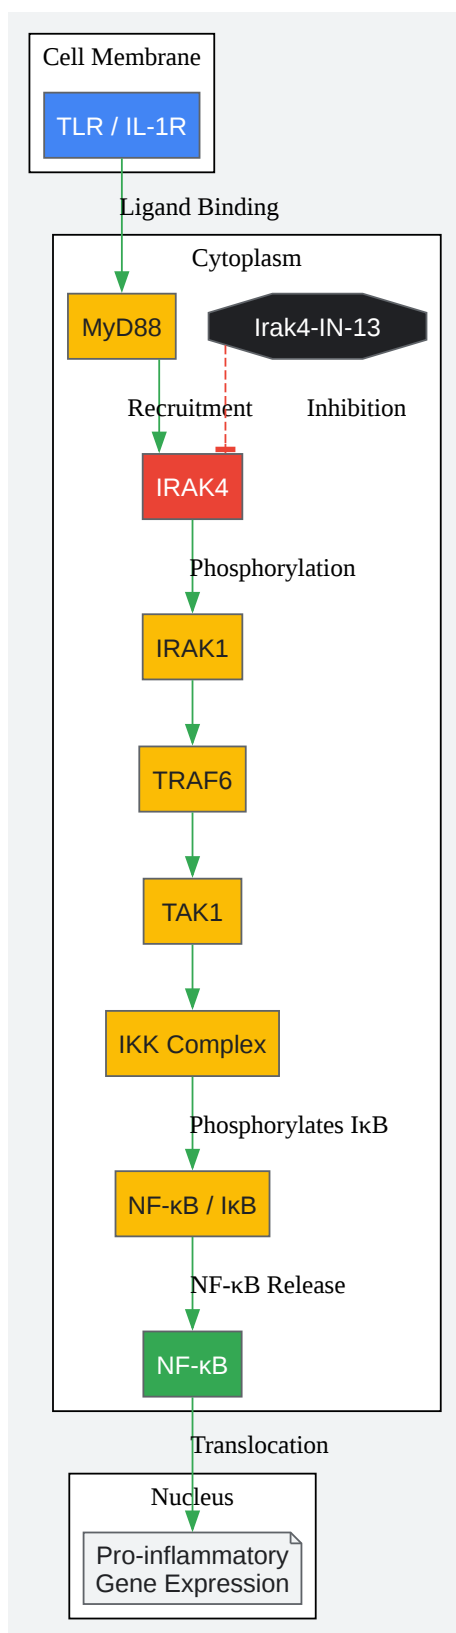 Cell Membrane
TLR / IL-1R
Ligand Binding
Cytoplasm
MyD88
Irak4-IN-13
Recruitment
Inhibition
IRAK4
Phosphorylation
IRAK1
TRAF6
TAK1
IKK Complex
Phosphorylates IκB
NF-κB / IκB
NF-κB Release
NF-κB
Translocation
Nucleus
Pro-inflammatory
Gene Expression